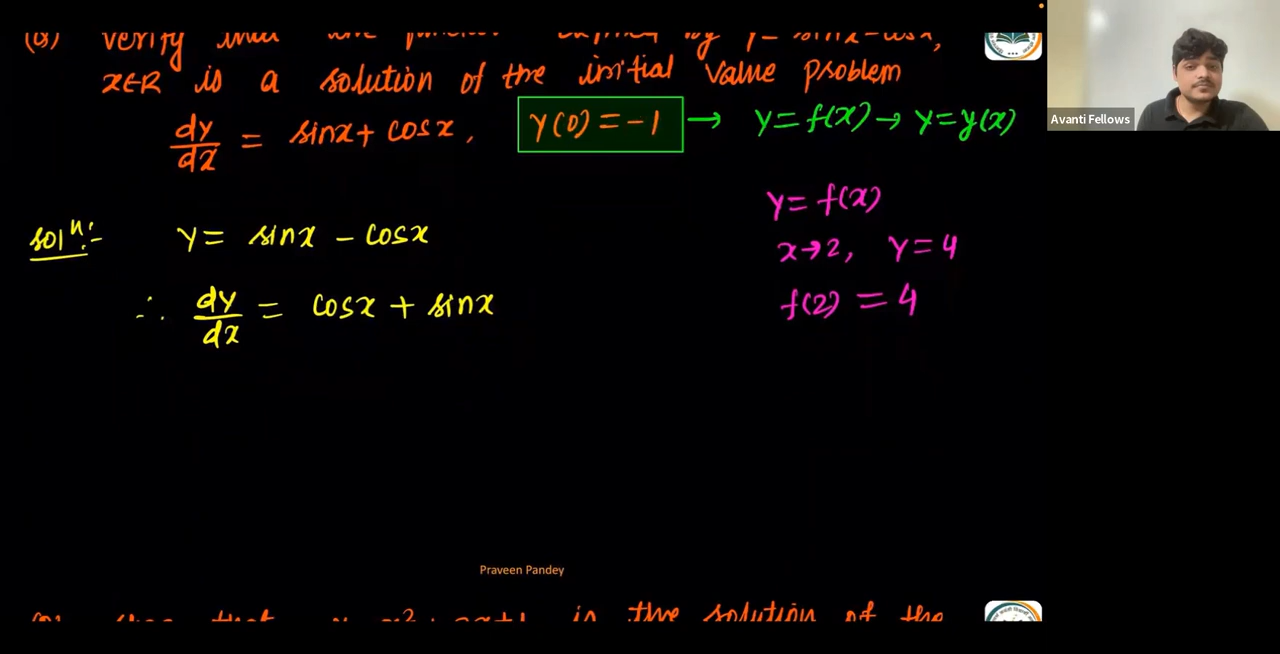 (Q) Verify that the function defined by y = sinx - cosx,
x∈R is a solution of the initial value problem
dy/dx = sinx + cosx, y(0) = -1 → y = f(x) → y = y(x)
Avanti Fellows
y = f(x)
Solⁿ:- y = sinx - cosx
x → 2, y = 4
∴ dy/dx = cosx + sinx
f(2) = 4
Praveen Pandey
that is the solution of the